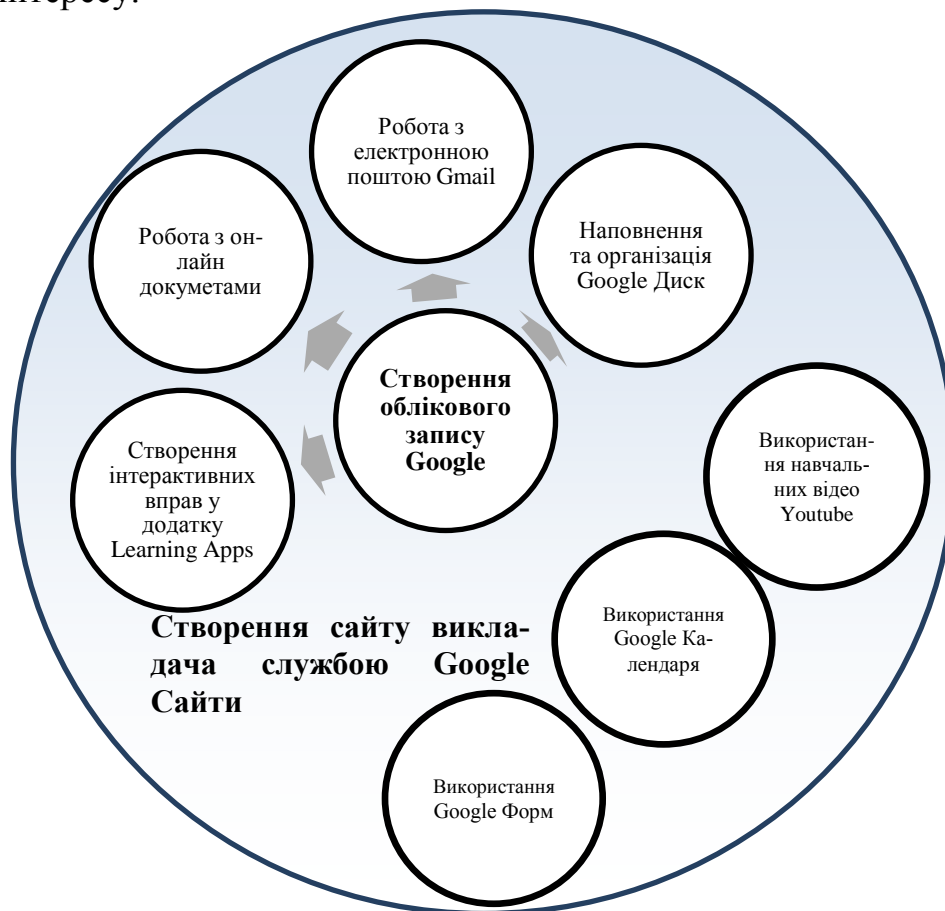 інтересу.
Робота з
електронною
поштою Gmail
Робота з он-
лайн
докуметами
Наповнення
та організація
Google Диск
Створення
облікового
запису
Google
Створення
інтерактивних
вправ у
додатку
Learning Apps
Використан-
ня навчаль-
них відео
Youtube
Використання
Google Ка-
лендаря
Створення сайту викла-
дача службою Google
Сайти
Використання
Google Форм